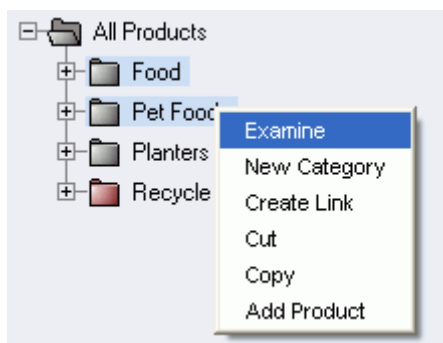 All Products
Food
Pet Food
Planters
Recycle
Examine
New Category
Create Link
Cut
Copy
Add Product